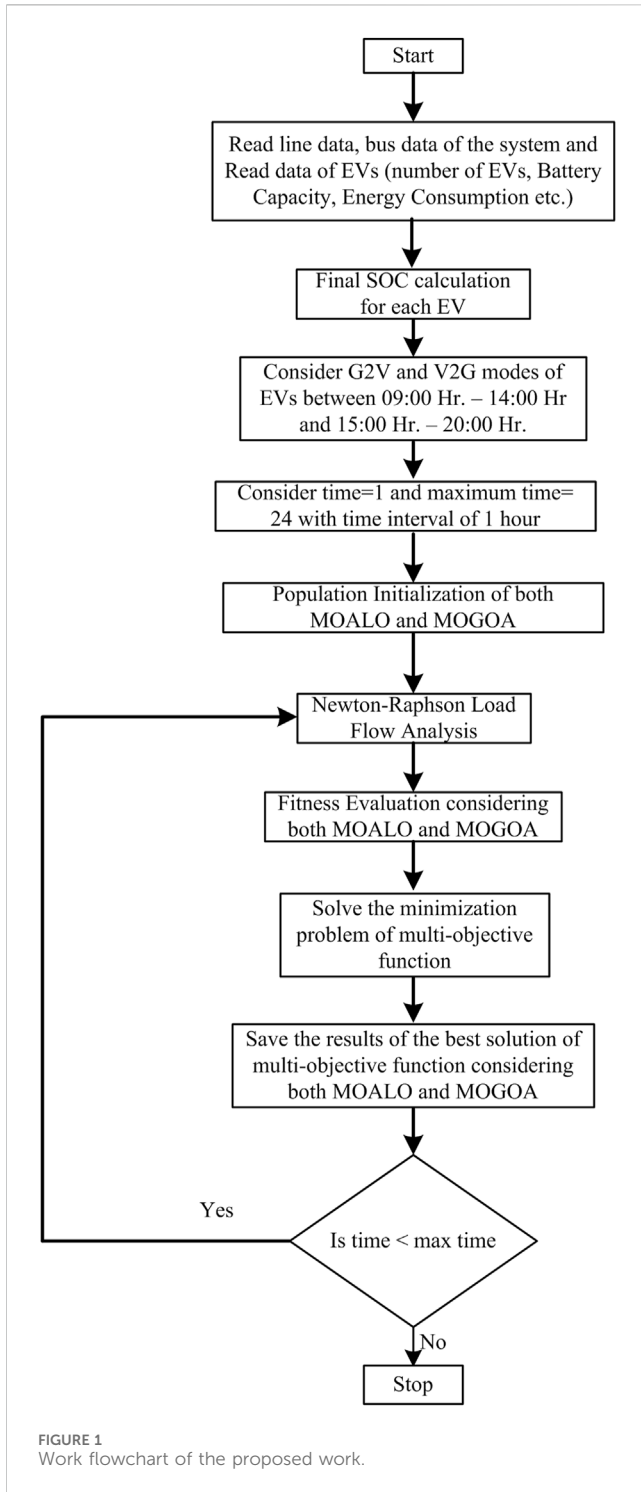 Start
Read line data, bus data of the system and
Read data of EVs (number of EVs, Battery
Capacity, Energy Consumption etc.)
Final SOC calculation
for each EV
Consider G2V and V2G modes of
EVs between 09:00 Hr. – 14:00 Hr
and 15:00 Hr. – 20:00 Hr.
Consider time=1 and maximum time=
24 with time interval of 1 hour
Population Initialization of both
MOALO and MOGOA
Newton-Raphson Load
Flow Analysis
Fitness Evaluation considering
both MOALO and MOGOA
Solve the minimization
problem of multi-objective
function
Save the results of the best solution of
multi-objective function considering
both MOALO and MOGOA
Yes
Is time < max time
No
Stop
FIGURE 1
Work flowchart of the proposed work.